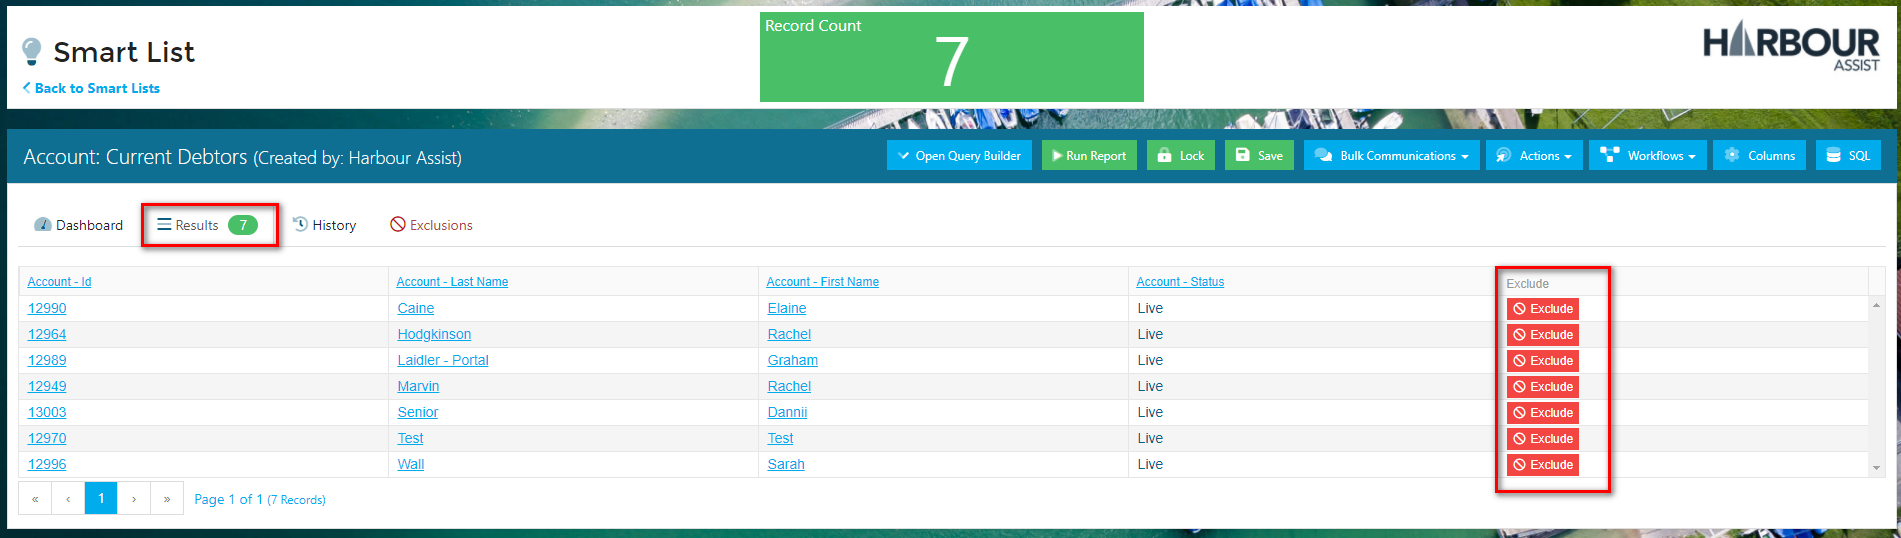 Smart List
Back to Smart Lists
Record Count
7
HARBOUR
ASSIST
Account: Current Debtors (Created by: Harbour Assist)
Open Query Builder
Run Report
Lock
Save
Bulk Communications
Actions
Workflows
Columns
SQL
Dashboard
Results 7
History
Exclusions
Account - Id Account - Last Name Account - First Name Account - Status Exclude
12990 Caine Elaine Live Exclude
12964 Hodgkinson Rachel Live Exclude
12989 Laidler - Portal Graham Live Exclude
12949 Marvin Rachel Live Exclude
13003 Senior Dannii Live Exclude
12970 Test Test Live Exclude
12996 Wall Sarah Live Exclude
« ‹ 1 › » Page 1 of 1 (7 Records)